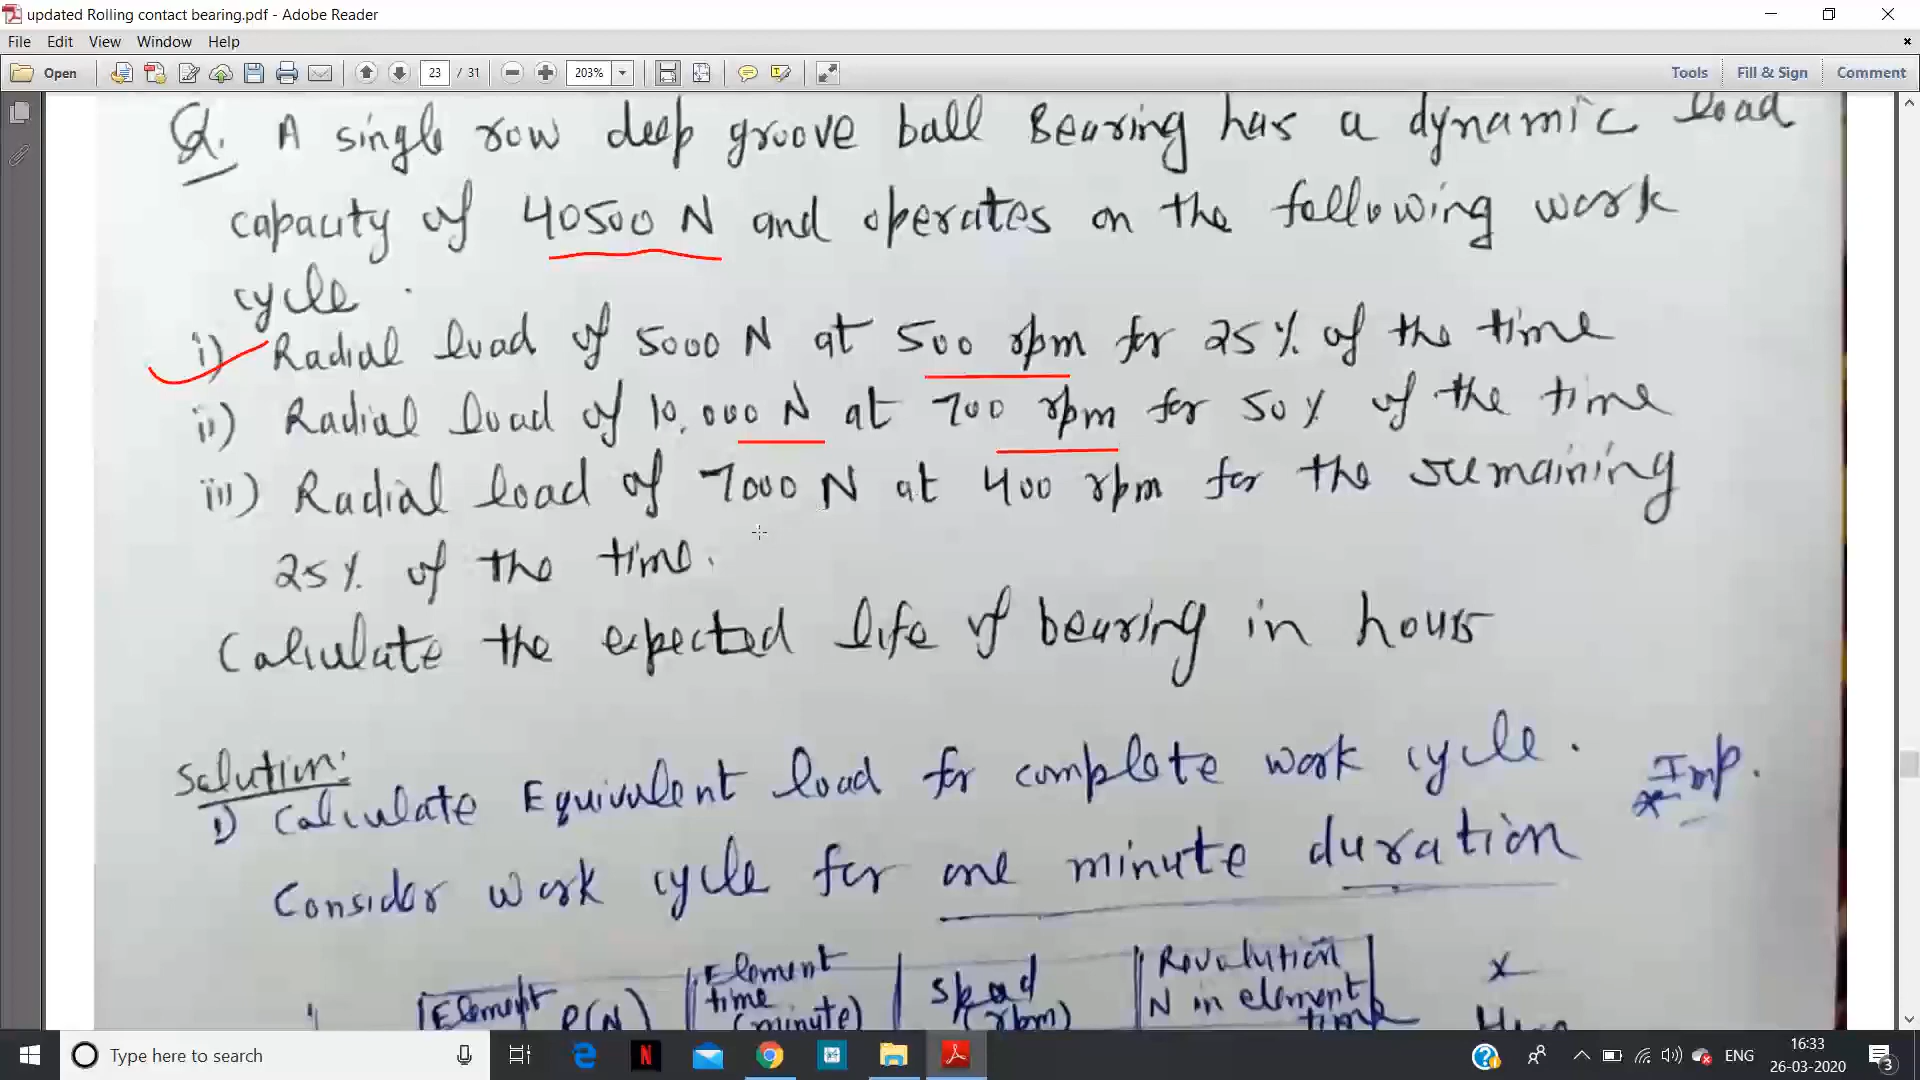 updated Rolling contact bearing.pdf - Adobe Reader
File Edit View Window Help
Open 23 / 31 203% Tools Fill & Sign Comment
Q. A single row deep groove ball Bearing has a dynamic load
capacity of 40500 N and operates on the following work
cycle.
i) Radial load of 5000 N at 500 rpm for 25% of the time
ii) Radial load of 10,000 N at 700 rpm for 50% of the time
iii) Radial load of 7000 N at 400 rpm for the remaining
25% of the time.
Calculate the expected life of bearing in hours
Solution:
1) Calculate Equivalent load for complete work cycle.
Imp.
Consider work cycle for one minute duration
Element P(N) Element time (minute) Speed (rpm) Revolution N in element time
Type here to search
ENG
16:33
26-03-2020
3